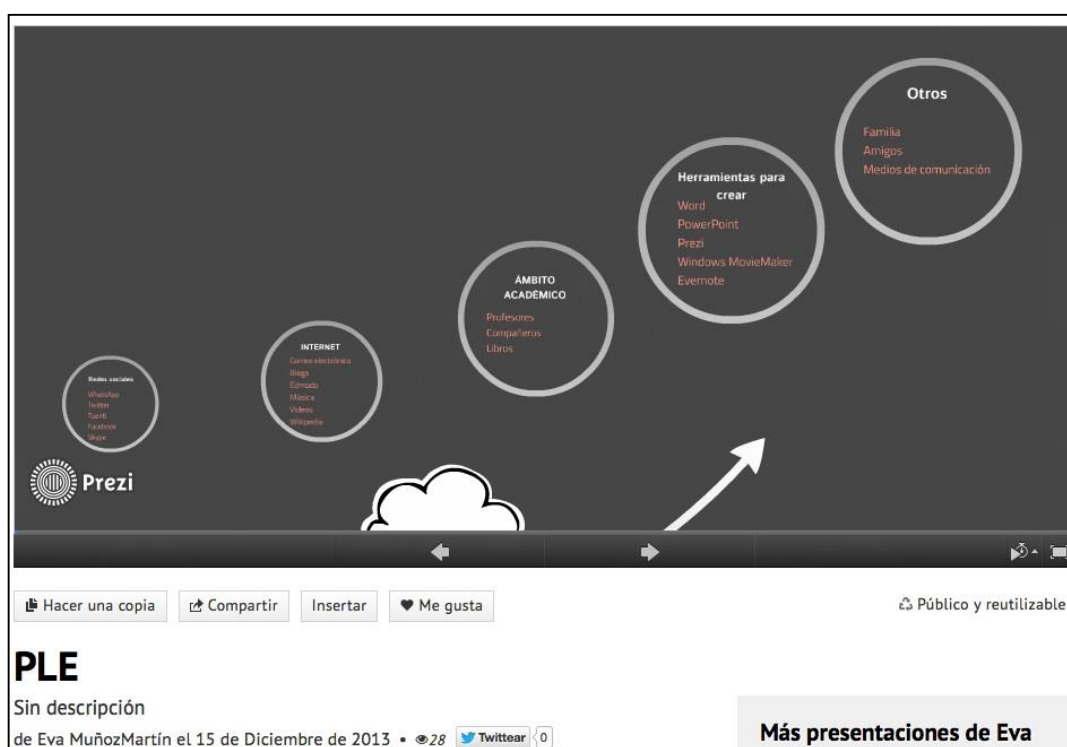 Otros
Familia
Amigos
Medios de comunicación
Herramientas para
crear
Word
PowerPoint
Prezi
Windows MovieMaker
Evernote
ÁMBITO
ACADÉMICO
Profesores
Compañeros
Libros
INTERNET
Correo electrónico
Blogs
Edmodo
Música
Videos
Wikipedia
Redes sociales
WhatsApp
Twitter
Tuenti
Facebook
Skype
Prezi
Hacer una copia
Compartir
Insertar
Me gusta
Público y reutilizable
PLE
Sin descripción
de Eva MuñozMartín el 15 de Diciembre de 2013 • 28 Twittear 0
Más presentaciones de Eva